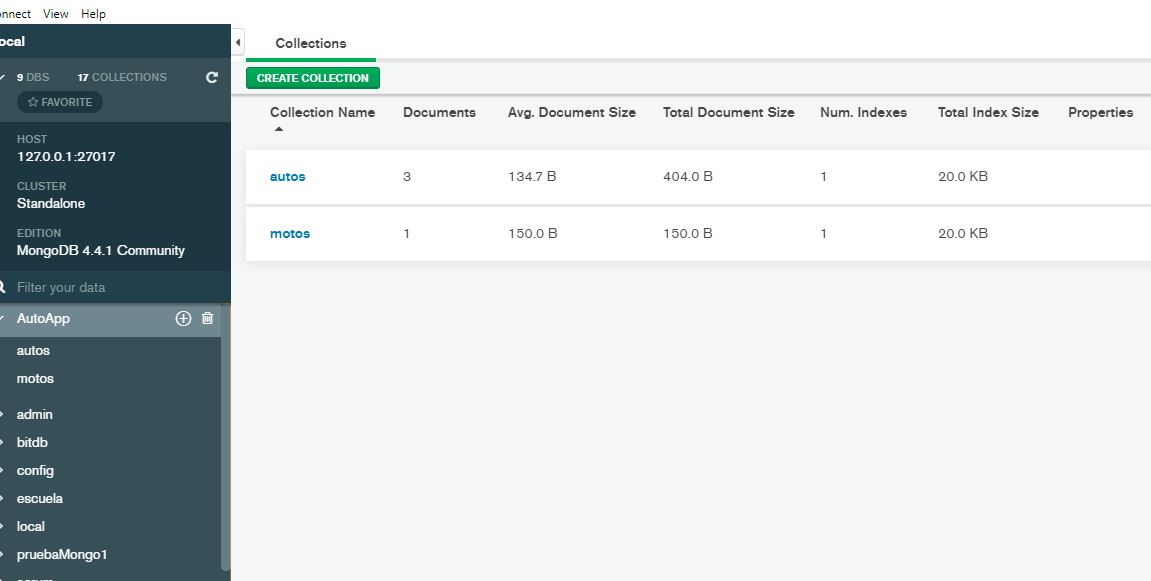 onnect View Help
ocal
9 DBS 17 COLLECTIONS
☆ FAVORITE
HOST
127.0.0.1:27017
CLUSTER
Standalone
EDITION
MongoDB 4.4.1 Community
Filter your data
AutoApp
autos
motos
admin
bitdb
config
escuela
local
pruebaMongo1
Collections
CREATE COLLECTION
Collection Name Documents Avg. Document Size Total Document Size Num. Indexes Total Index Size Properties
autos 3 134.7 B 404.0 B 1 20.0 KB
motos 1 150.0 B 150.0 B 1 20.0 KB